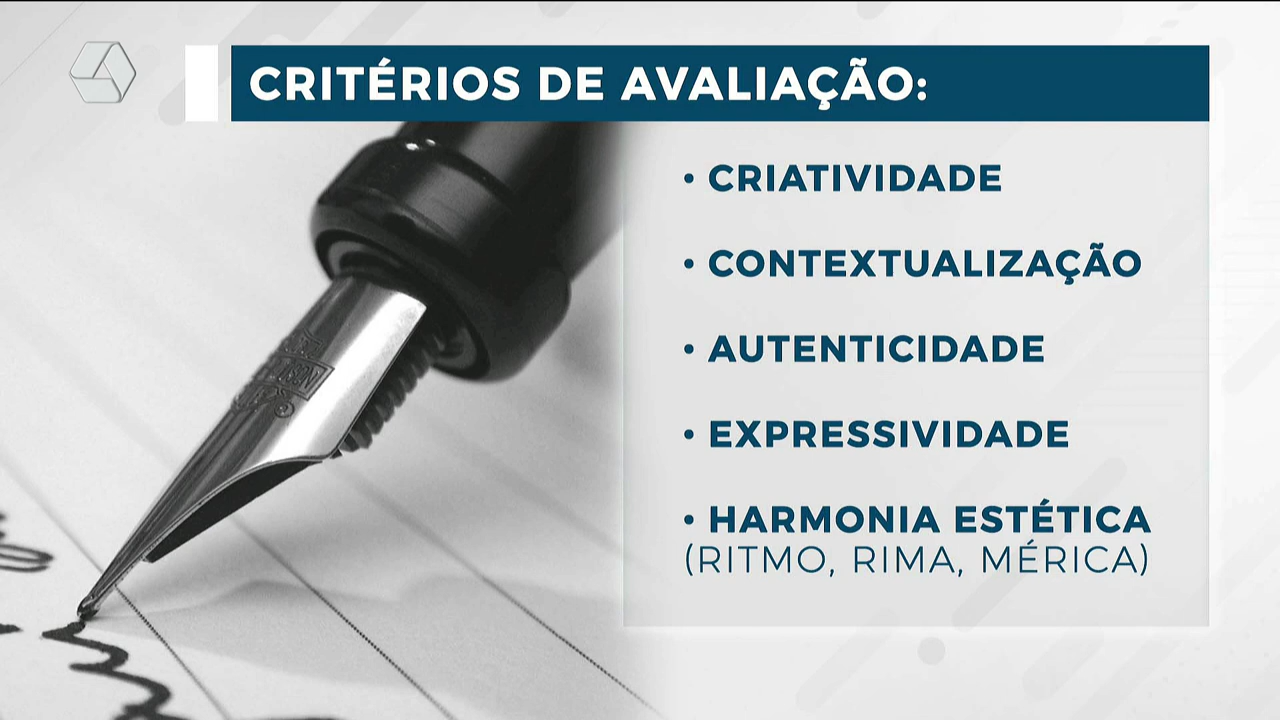 CRITÉRIOS DE AVALIAÇÃO:
• CRIATIVIDADE
• CONTEXTUALIZAÇÃO
• AUTENTICIDADE
• EXPRESSIVIDADE
• HARMONIA ESTÉTICA
(RITMO, RIMA, MÉRICA)